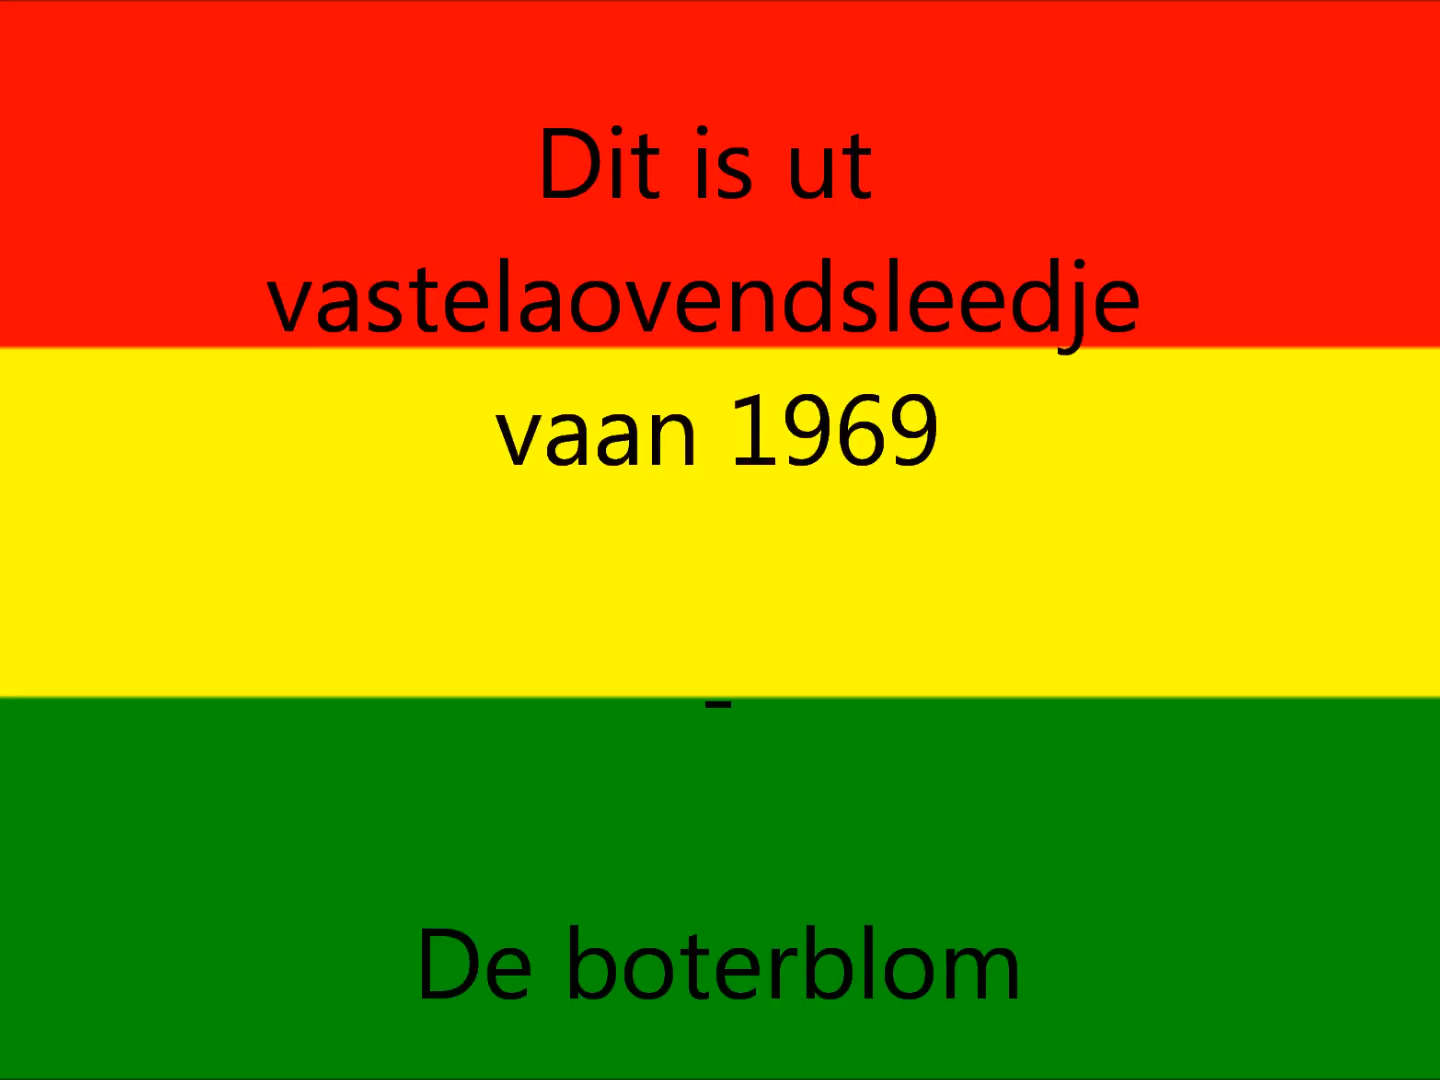 Dit is ut
vastelaovendsleedje
vaan 1969
-
De boterblom